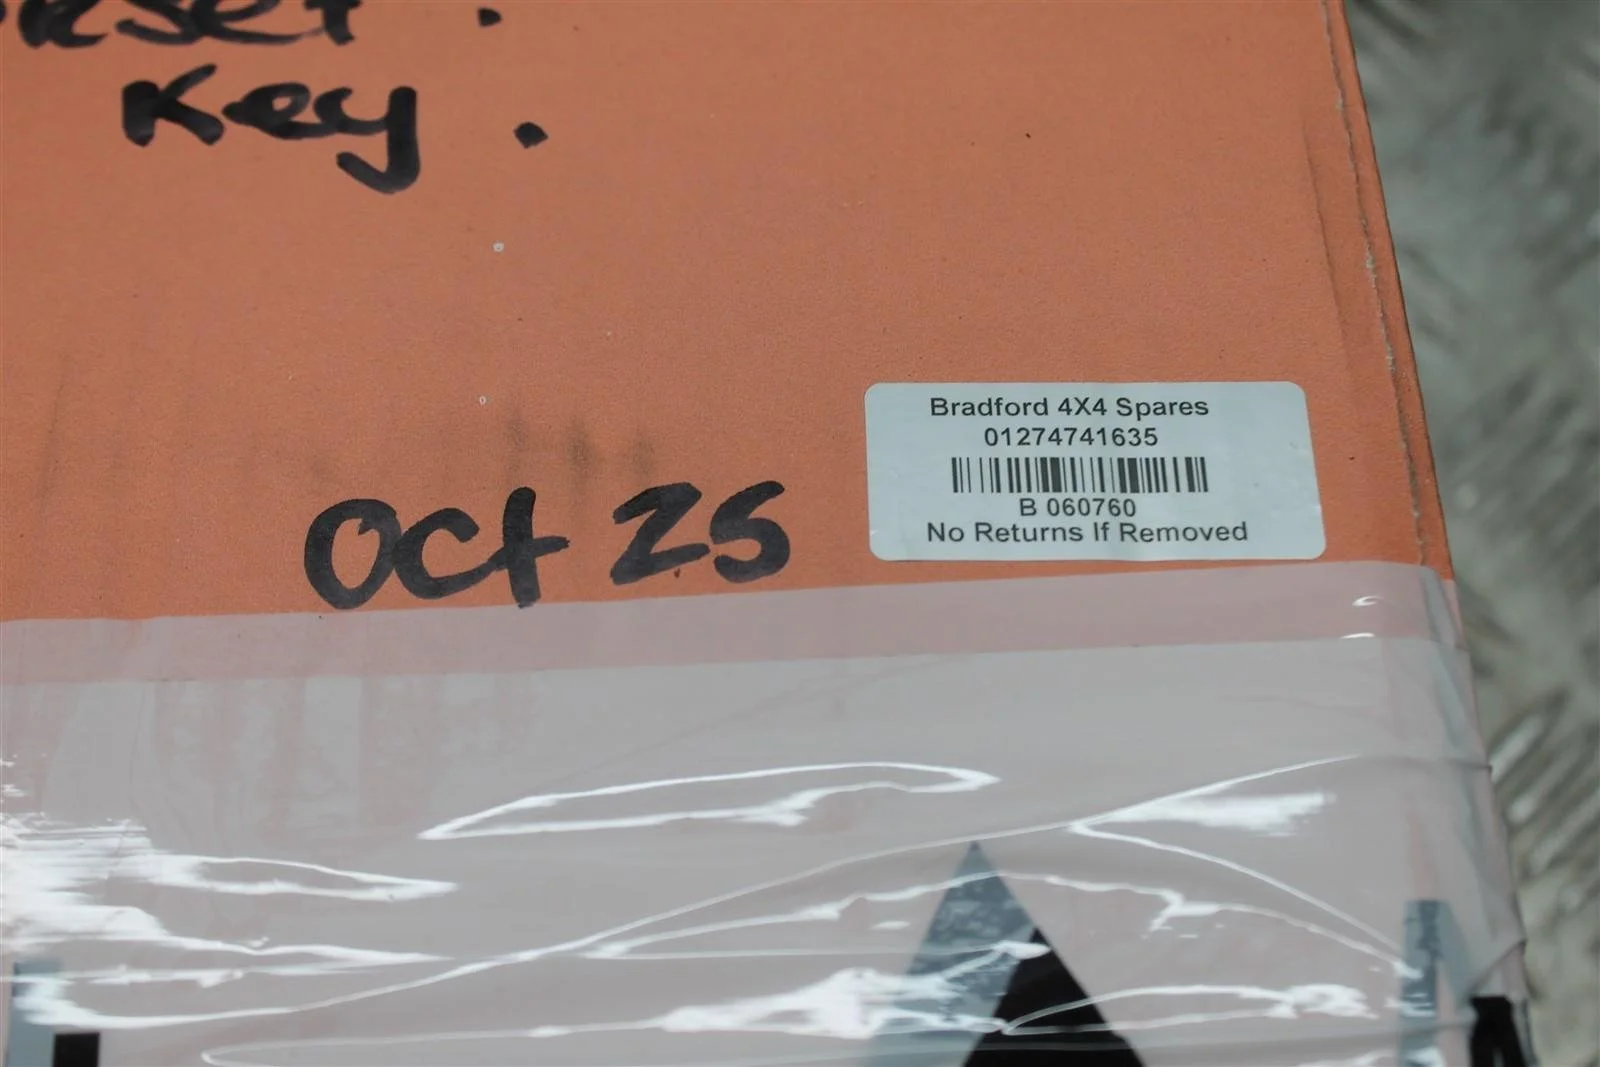 Key.
Bradford 4X4 Spares
01274741635
B 060760
No Returns If Removed
Oct 25